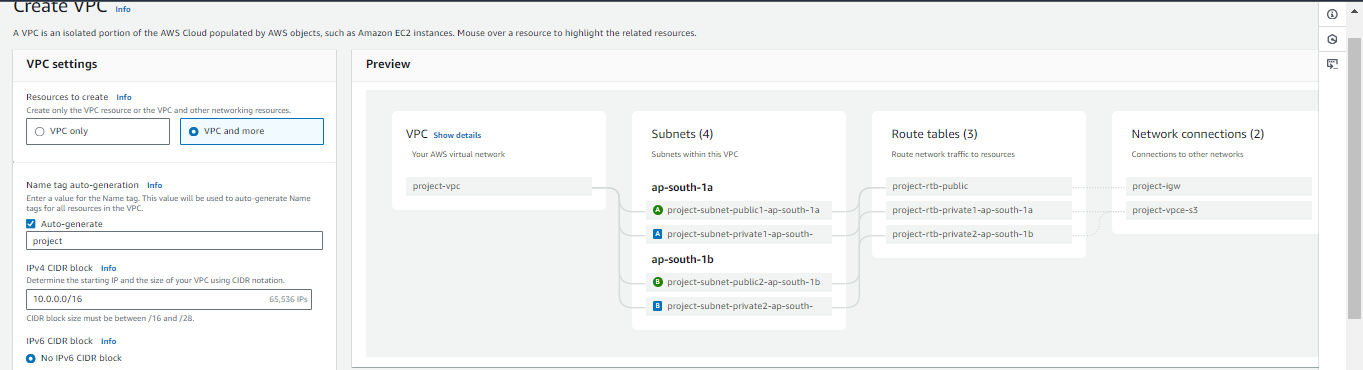 Create VPC Info
A VPC is an isolated portion of the AWS Cloud populated by AWS objects, such as Amazon EC2 instances. Mouse over a resource to highlight the related resources.
VPC settings
Resources to create Info
Create only the VPC resource or the VPC and other networking resources.
VPC only
VPC and more
Name tag auto-generation Info
Enter a value for the Name tag. This value will be used to auto-generate Name
tags for all resources in the VPC.
Auto-generate
project
IPv4 CIDR block Info
Determine the starting IP and the size of your VPC using CIDR notation.
10.0.0.0/16 65,536 IPs
CIDR block size must be between /16 and /28.
IPv6 CIDR block Info
No IPv6 CIDR block
Preview
VPC Show details
Your AWS virtual network
project-vpc
Subnets (4)
Subnets within this VPC
ap-south-1a
A project-subnet-public1-ap-south-1a
A project-subnet-private1-ap-south-
ap-south-1b
B project-subnet-public2-ap-south-1b
B project-subnet-private2-ap-south-
Route tables (3)
Route network traffic to resources
project-rtb-public
project-rtb-private1-ap-south-1a
project-rtb-private2-ap-south-1b
Network connections (2)
Connections to other networks
project-igw
project-vpce-s3